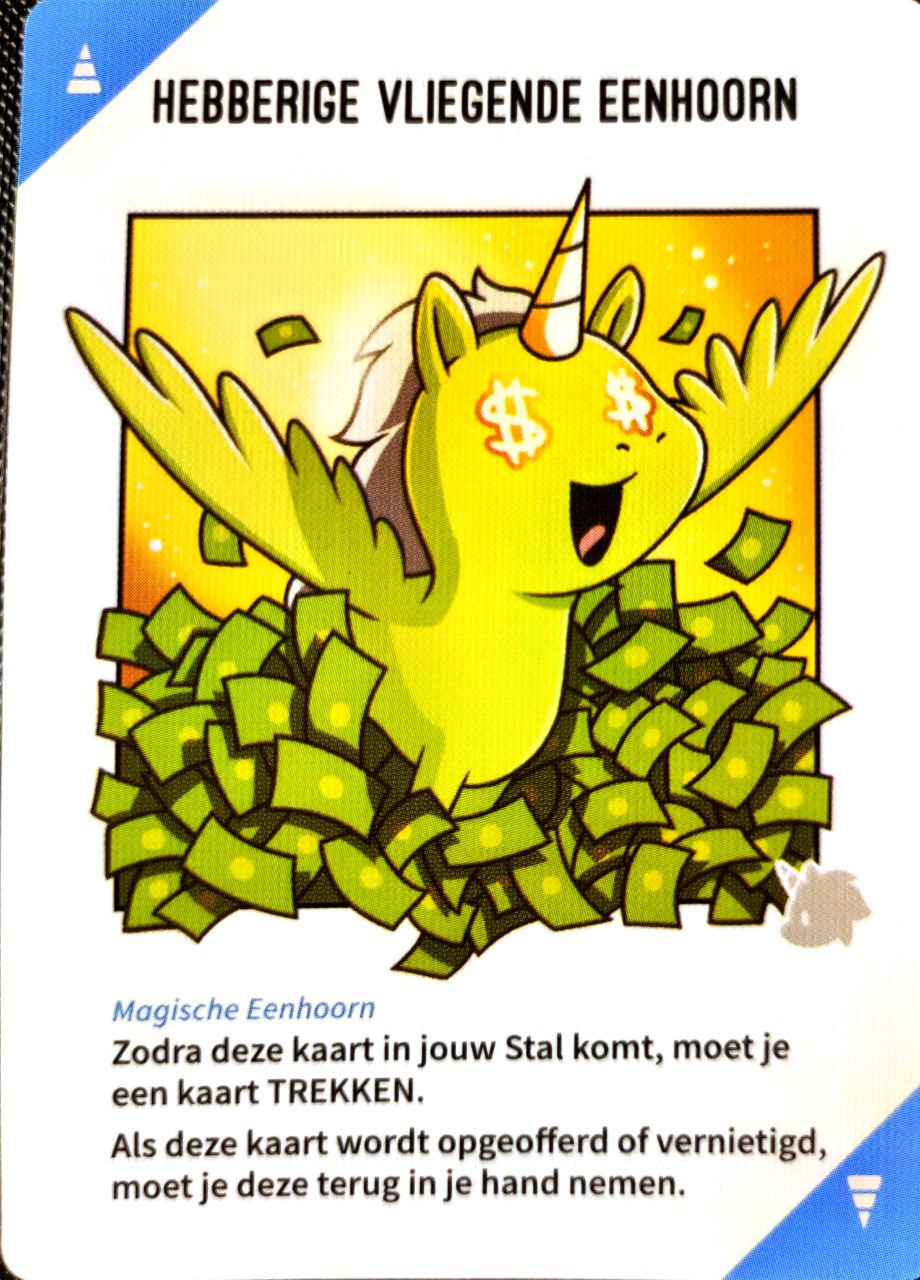 HEBBERIGE VLIEGENDE EENHOORN
$ $
Magische Eenhoorn
Zodra deze kaart in jouw Stal komt, moet je
een kaart TREKKEN.
Als deze kaart wordt opgeofferd of vernietigd,
moet je deze terug in je hand nemen.